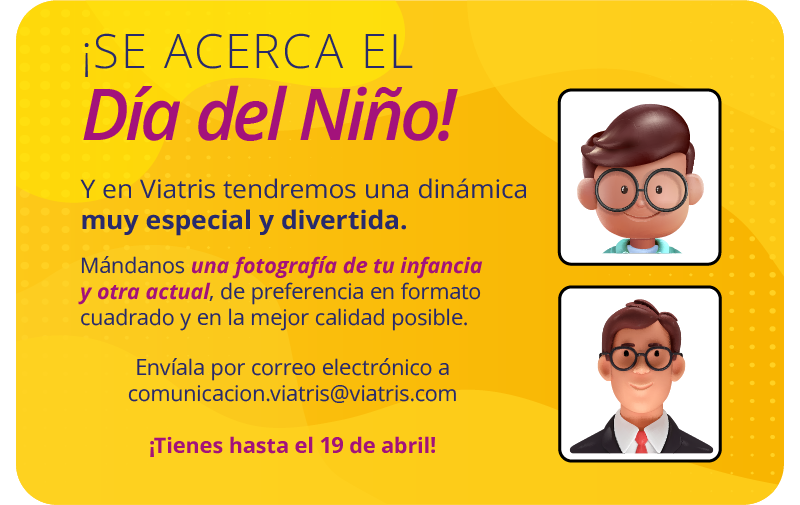 ¡SE ACERCA EL
Día del Niño!
Y en Viatris tendremos una dinámica
muy especial y divertida.
Mándanos una fotografía de tu infancia
y otra actual, de preferencia en formato
cuadrado y en la mejor calidad posible.
Envíala por correo electrónico a
comunicacion.viatris@viatris.com
¡Tienes hasta el 19 de abril!